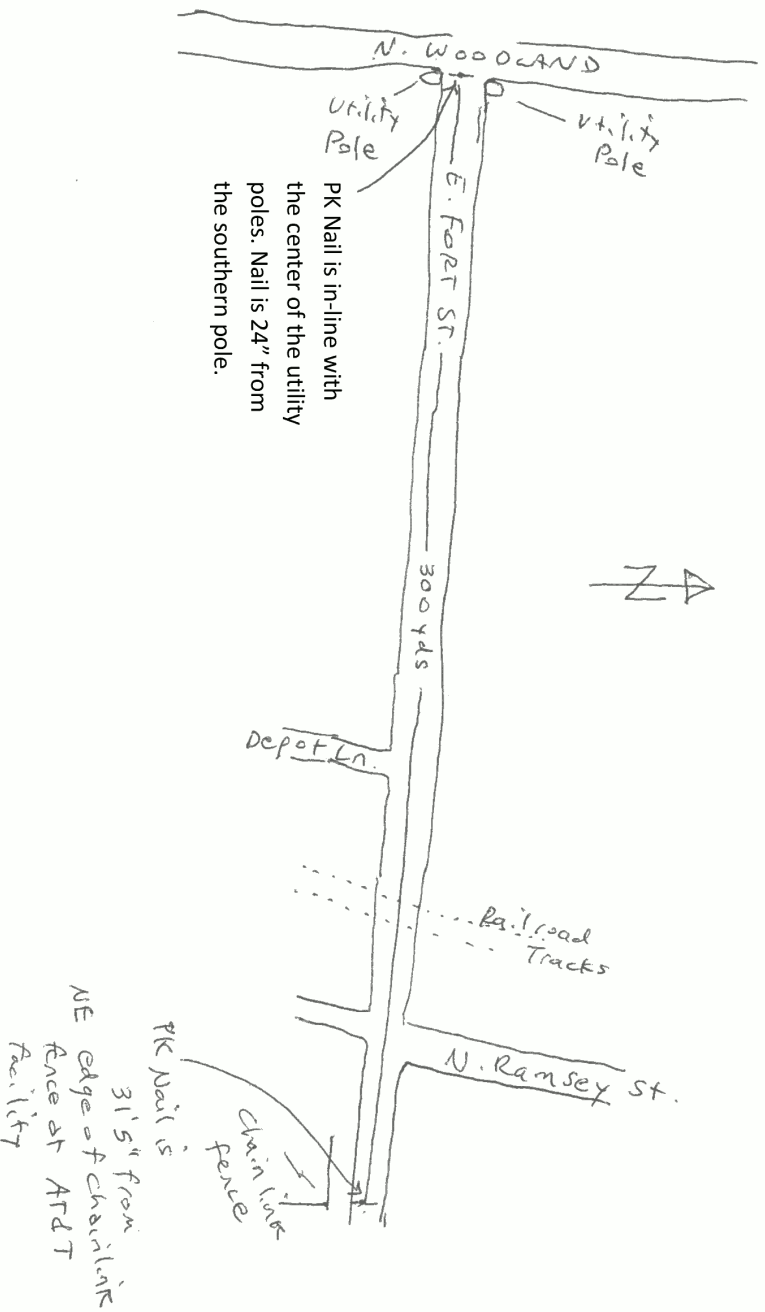 N. WOODLAND
Utility
Pole
Utility
Pole
E. FORT ST.
PK Nail is in-line with
the center of the utility
poles. Nail is 24” from
the southern pole.
300 yds
N
Depot Ln.
Railroad
Tracks
N. Ramsey St.
Chain link
fence
PK Nail is
31'5" from
NE edge of chainlink
fence at AT&T
facility